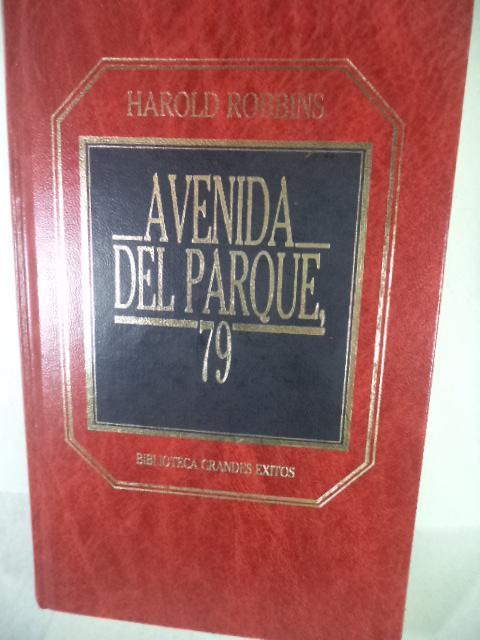 HAROLD ROBBINS
AVENIDA
DEL PARQUE,
79
BIBLIOTECA GRANDES EXITOS